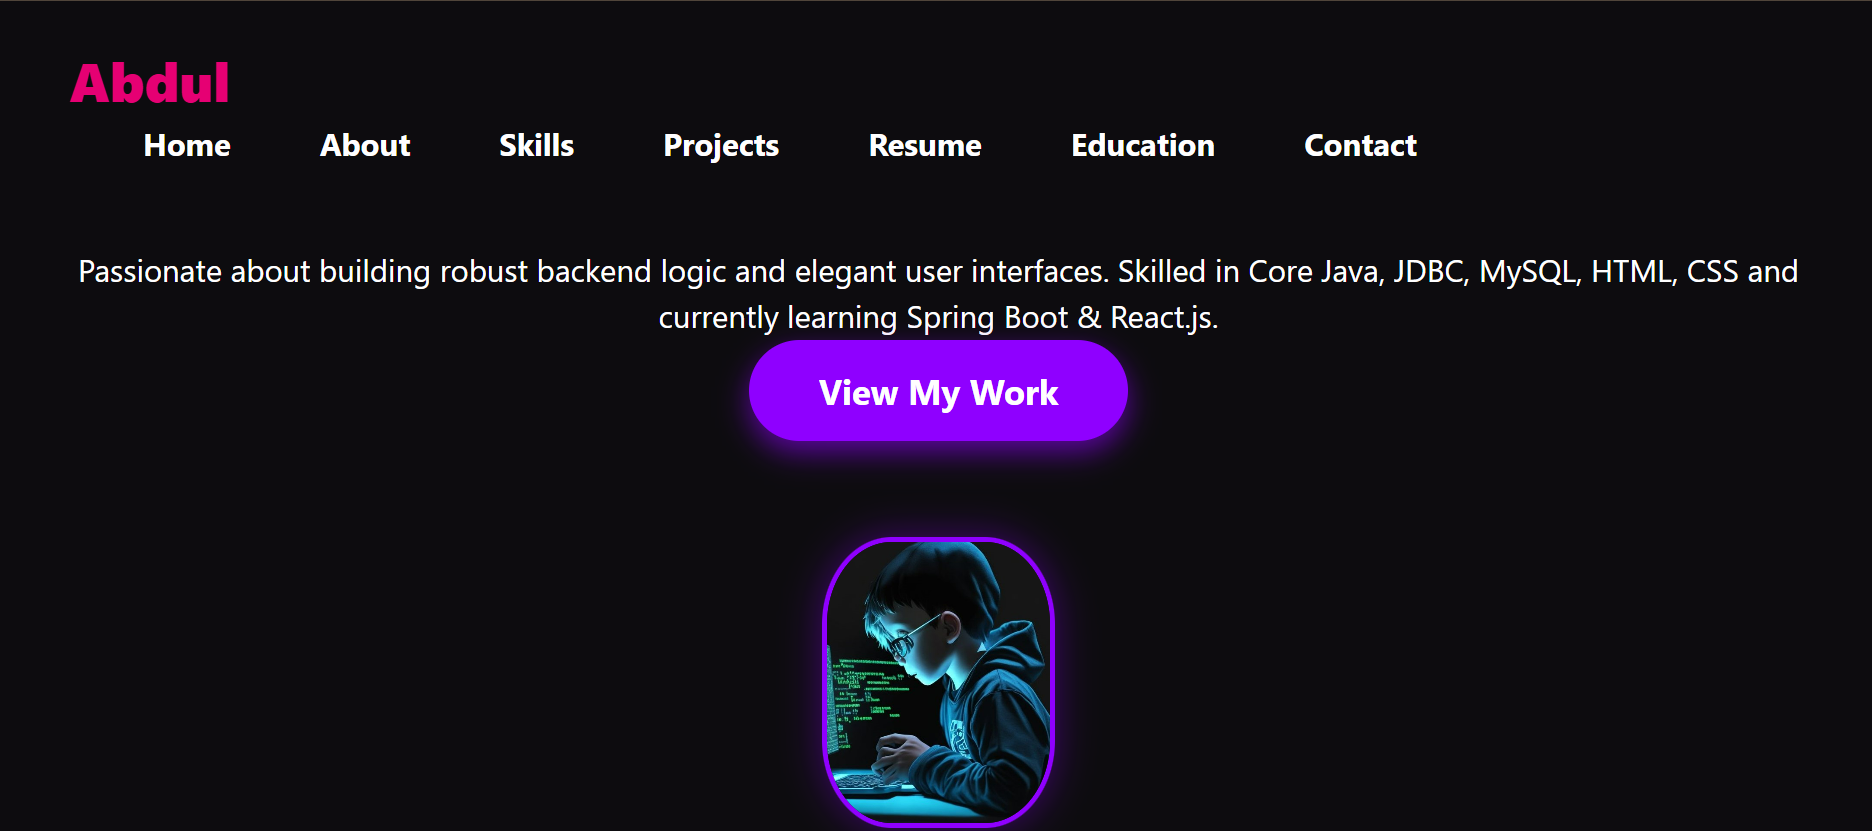 Abdul
Home About Skills Projects Resume Education Contact
Passionate about building robust backend logic and elegant user interfaces. Skilled in Core Java, JDBC, MySQL, HTML, CSS and
currently learning Spring Boot & React.js.
View My Work